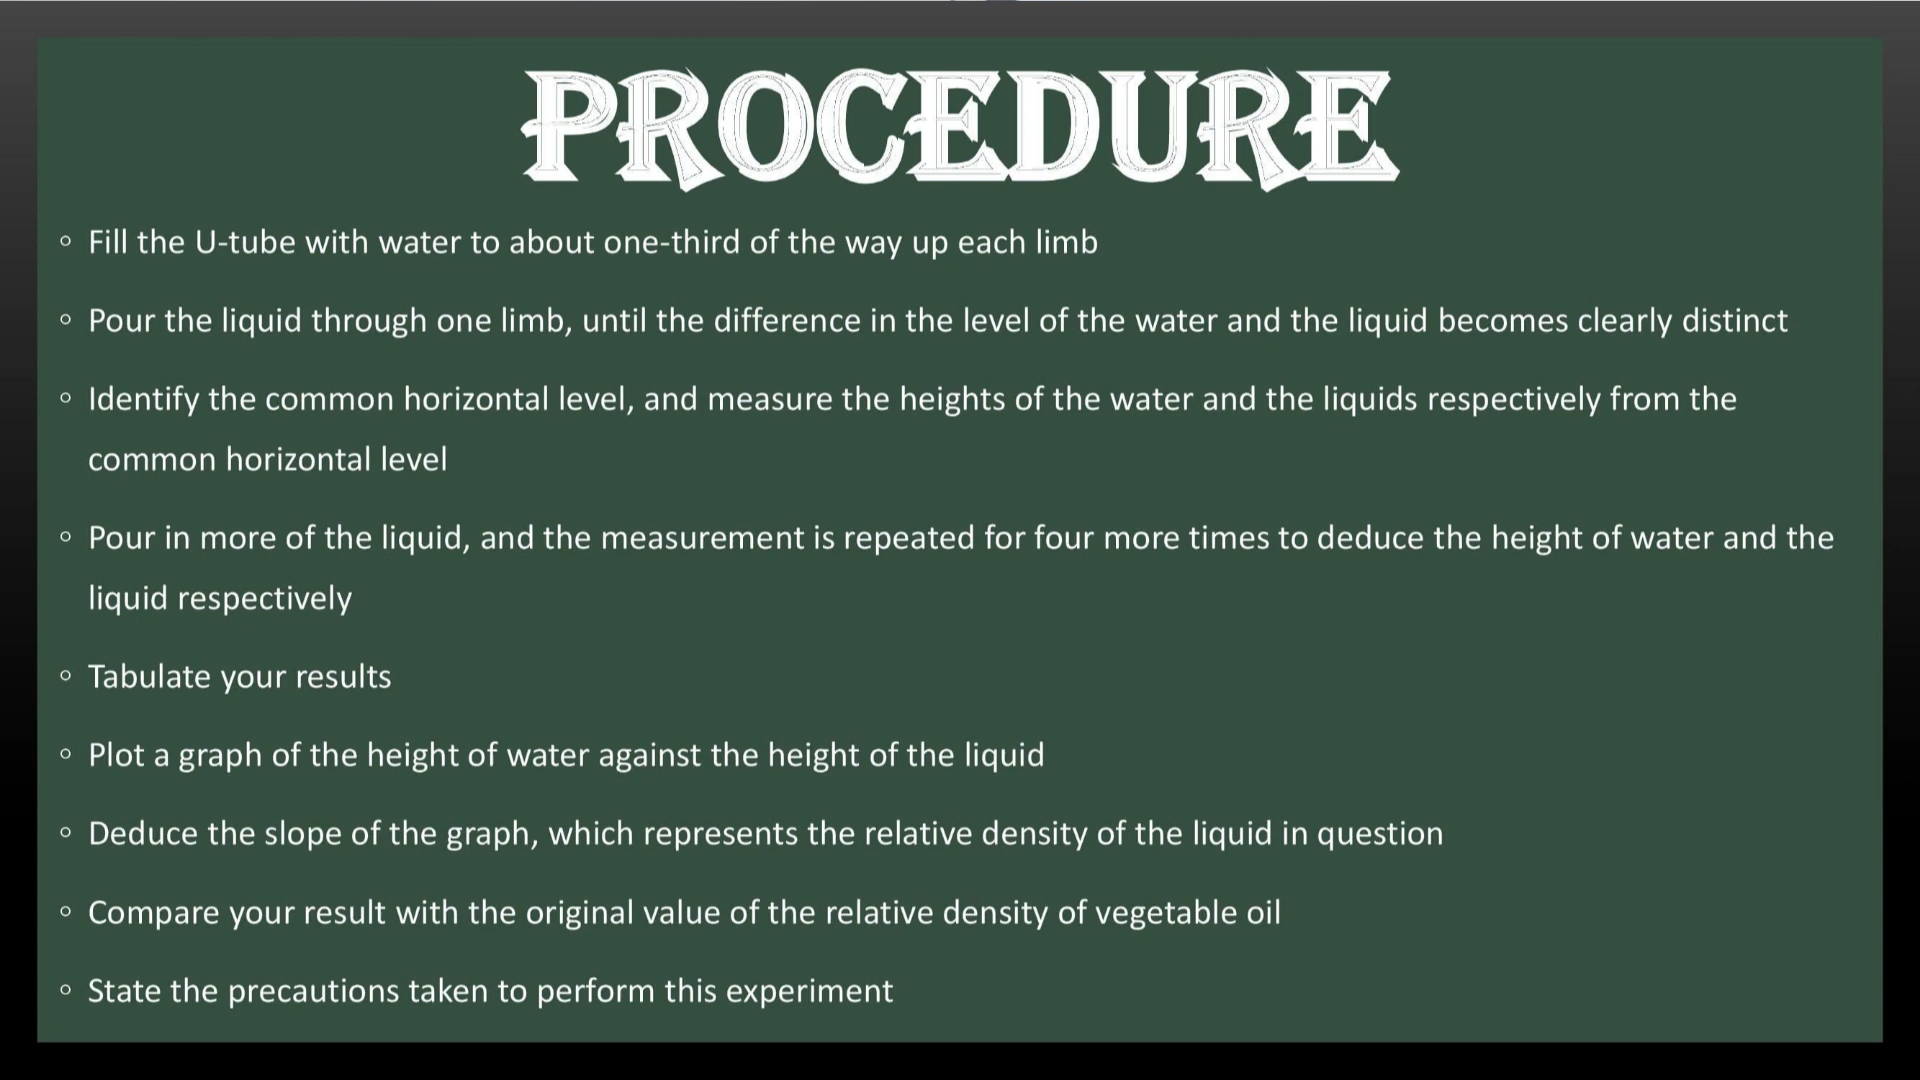 PROCEDURE
◦ Fill the U-tube with water to about one-third of the way up each limb
◦ Pour the liquid through one limb, until the difference in the level of the water and the liquid becomes clearly distinct
◦ Identify the common horizontal level, and measure the heights of the water and the liquids respectively from the
common horizontal level
◦ Pour in more of the liquid, and the measurement is repeated for four more times to deduce the height of water and the
liquid respectively
◦ Tabulate your results
◦ Plot a graph of the height of water against the height of the liquid
◦ Deduce the slope of the graph, which represents the relative density of the liquid in question
◦ Compare your result with the original value of the relative density of vegetable oil
◦ State the precautions taken to perform this experiment